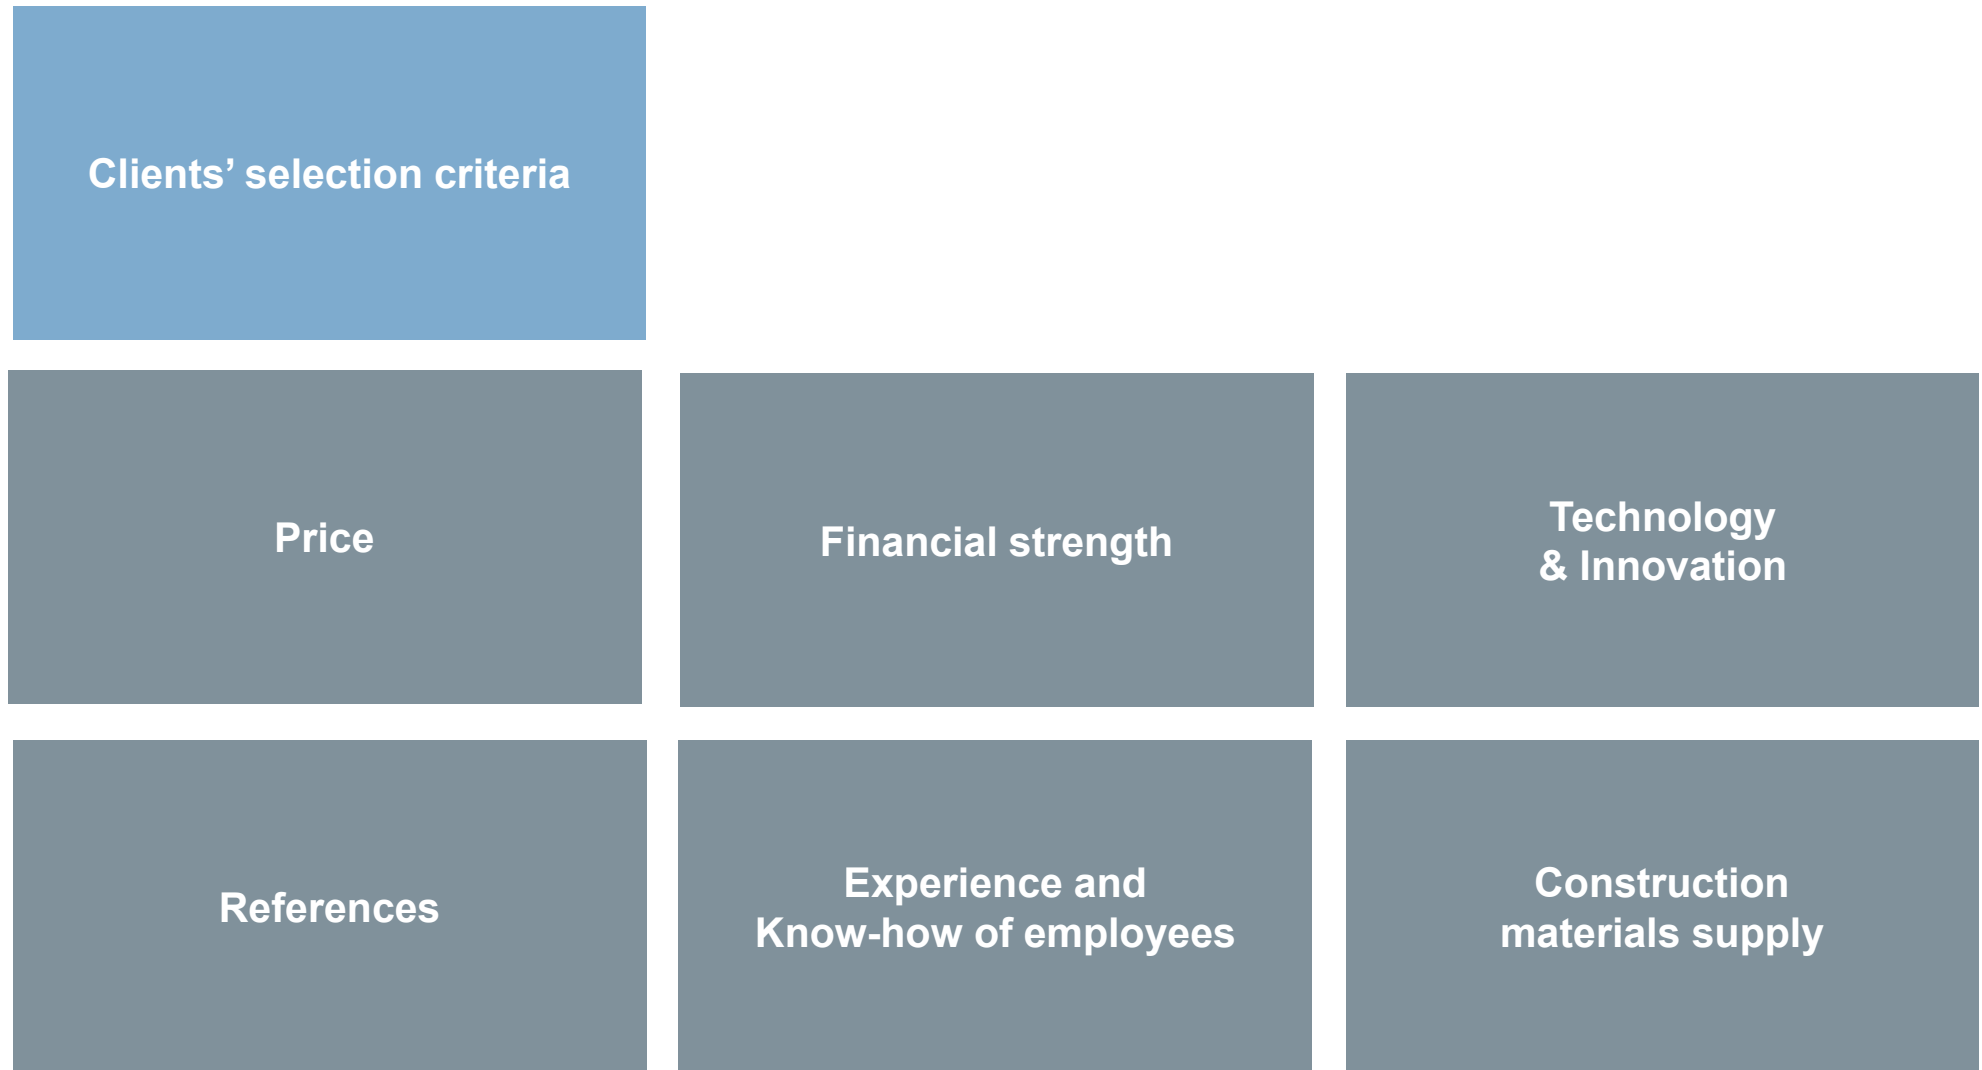 Clients’ selection criteria
Price
Financial strength
Technology
& Innovation
References
Experience and
Know-how of employees
Construction
materials supply